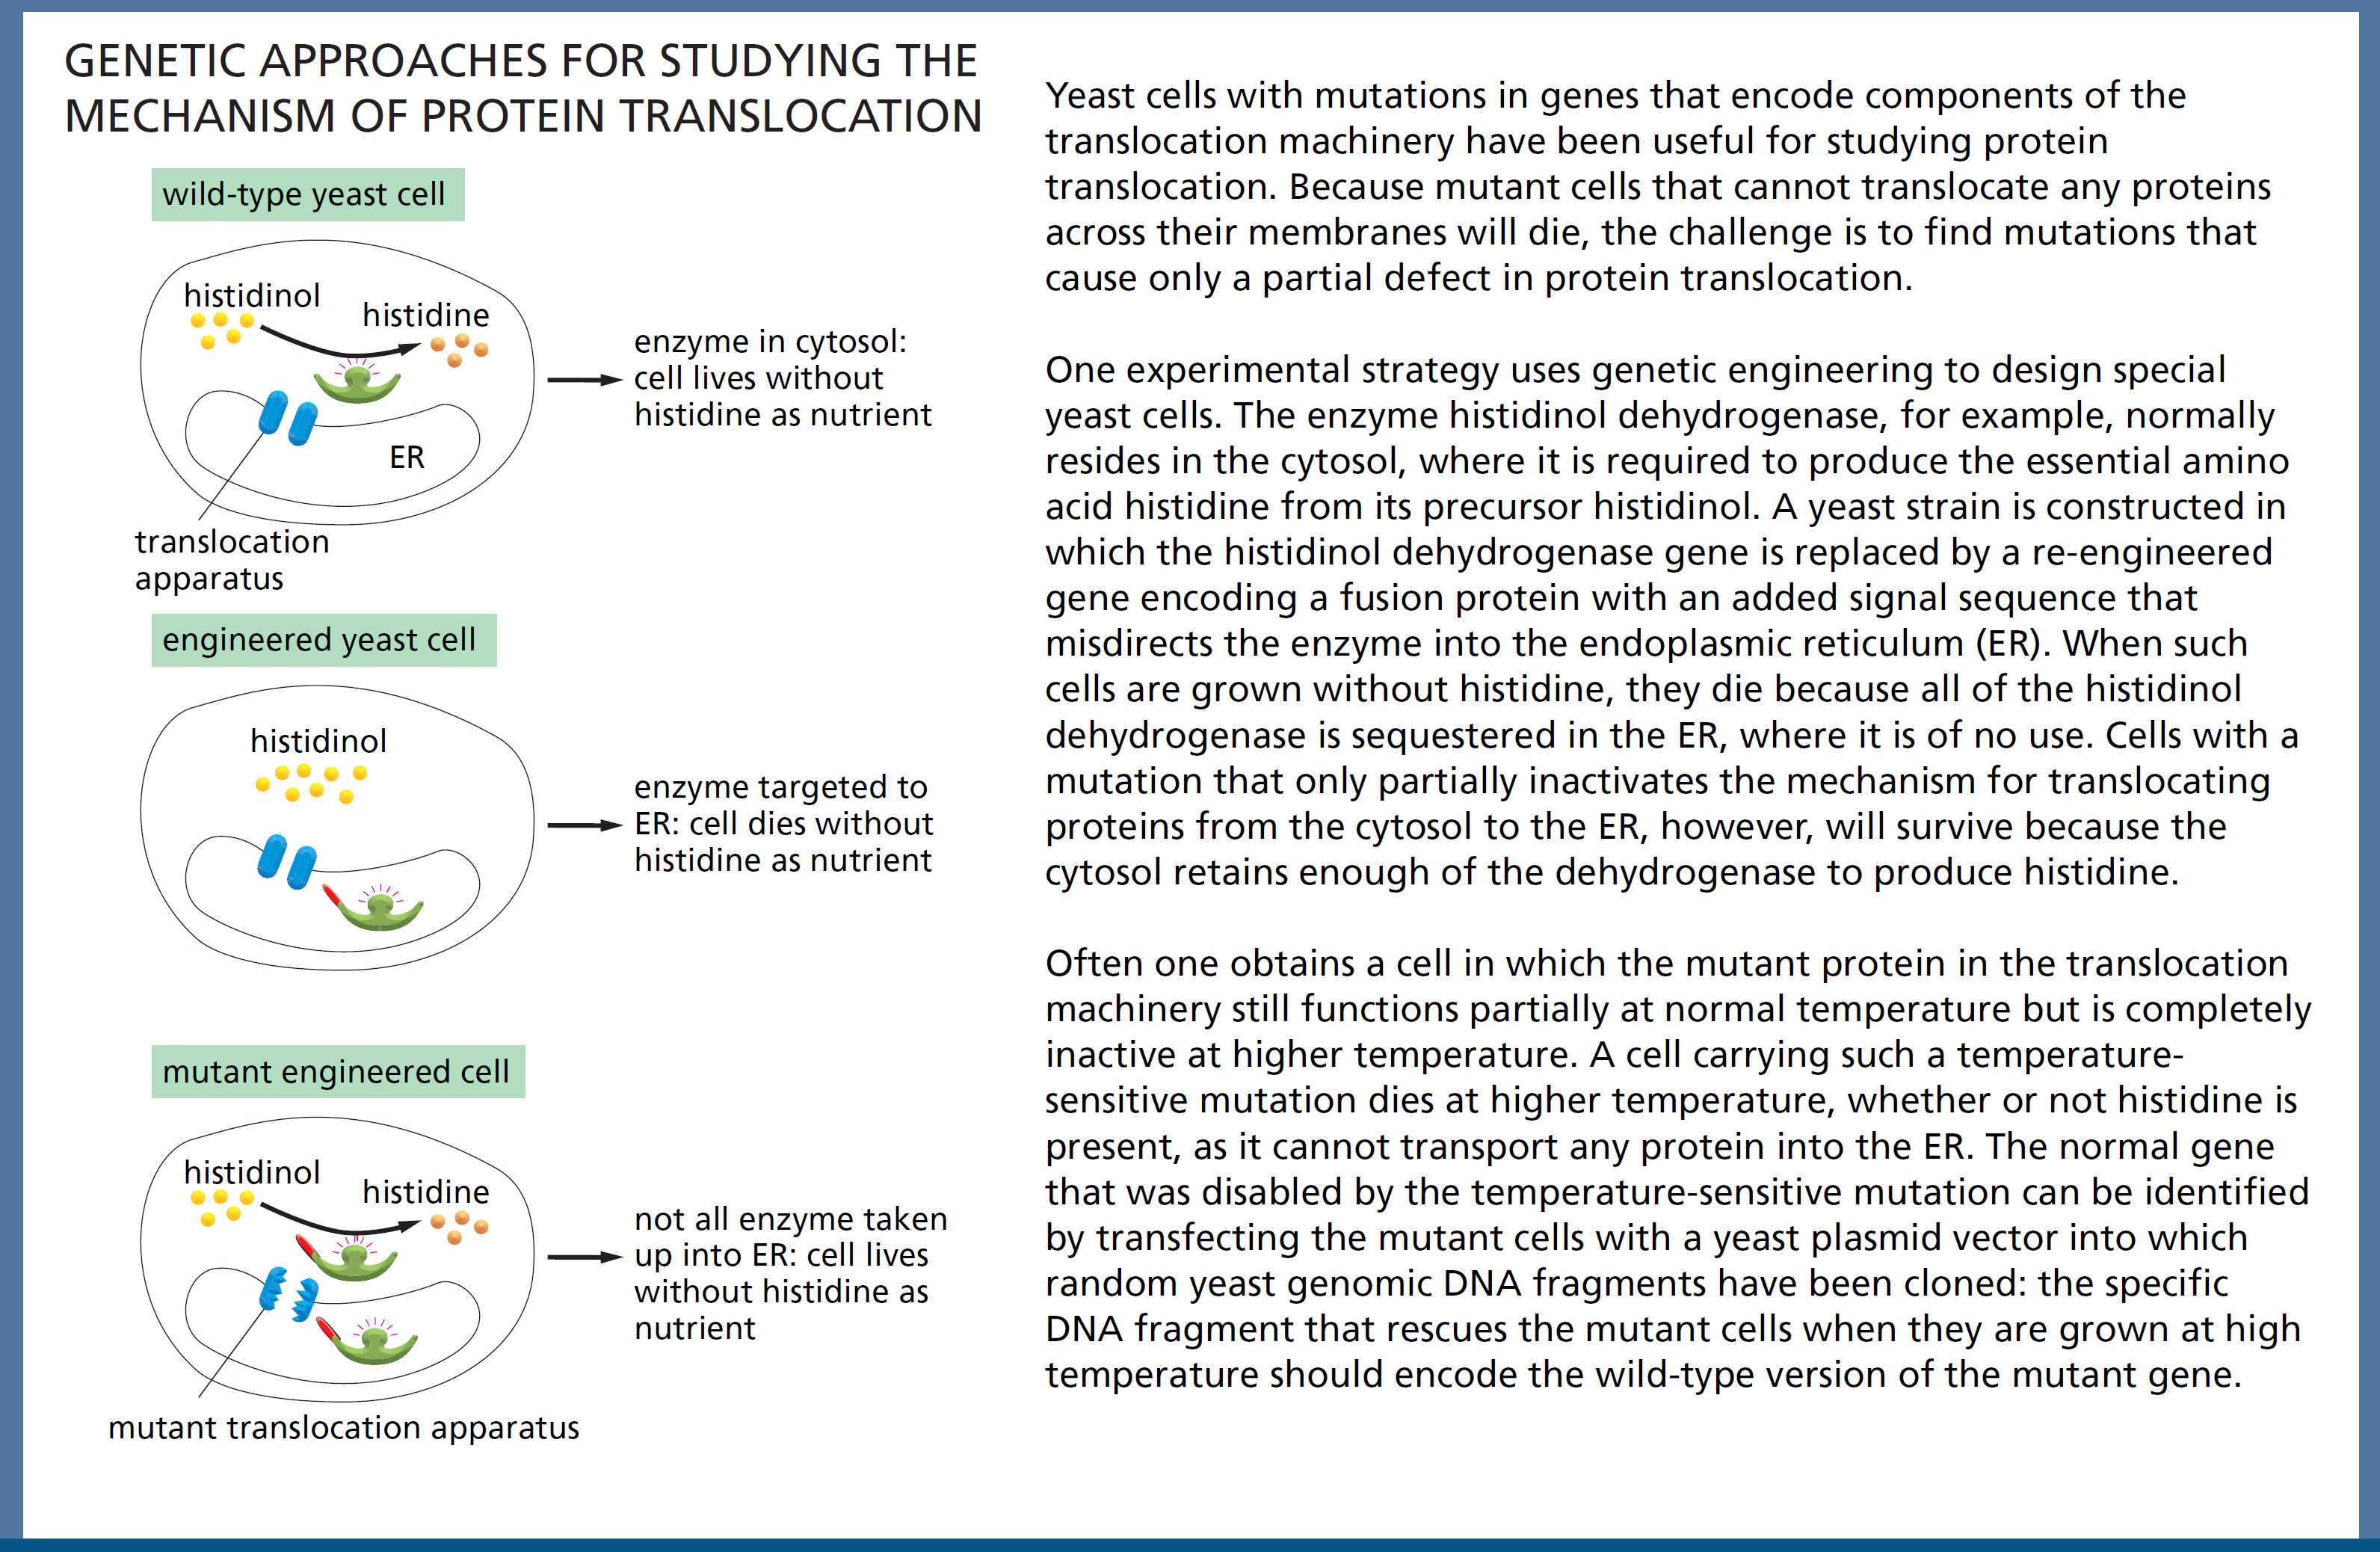 GENETIC APPROACHES FOR STUDYING THE
MECHANISM OF PROTEIN TRANSLOCATION
wild-type yeast cell
histidinol
histidine
ER
translocation
apparatus
enzyme in cytosol:
cell lives without
histidine as nutrient
engineered yeast cell
histidinol
enzyme targeted to
ER: cell dies without
histidine as nutrient
mutant engineered cell
histidinol
histidine
mutant translocation apparatus
not all enzyme taken
up into ER: cell lives
without histidine as
nutrient
Yeast cells with mutations in genes that encode components of the
translocation machinery have been useful for studying protein
translocation. Because mutant cells that cannot translocate any proteins
across their membranes will die, the challenge is to find mutations that
cause only a partial defect in protein translocation.
One experimental strategy uses genetic engineering to design special
yeast cells. The enzyme histidinol dehydrogenase, for example, normally
resides in the cytosol, where it is required to produce the essential amino
acid histidine from its precursor histidinol. A yeast strain is constructed in
which the histidinol dehydrogenase gene is replaced by a re-engineered
gene encoding a fusion protein with an added signal sequence that
misdirects the enzyme into the endoplasmic reticulum (ER). When such
cells are grown without histidine, they die because all of the histidinol
dehydrogenase is sequestered in the ER, where it is of no use. Cells with a
mutation that only partially inactivates the mechanism for translocating
proteins from the cytosol to the ER, however, will survive because the
cytosol retains enough of the dehydrogenase to produce histidine.
Often one obtains a cell in which the mutant protein in the translocation
machinery still functions partially at normal temperature but is completely
inactive at higher temperature. A cell carrying such a temperature-
sensitive mutation dies at higher temperature, whether or not histidine is
present, as it cannot transport any protein into the ER. The normal gene
that was disabled by the temperature-sensitive mutation can be identified
by transfecting the mutant cells with a yeast plasmid vector into which
random yeast genomic DNA fragments have been cloned: the specific
DNA fragment that rescues the mutant cells when they are grown at high
temperature should encode the wild-type version of the mutant gene.